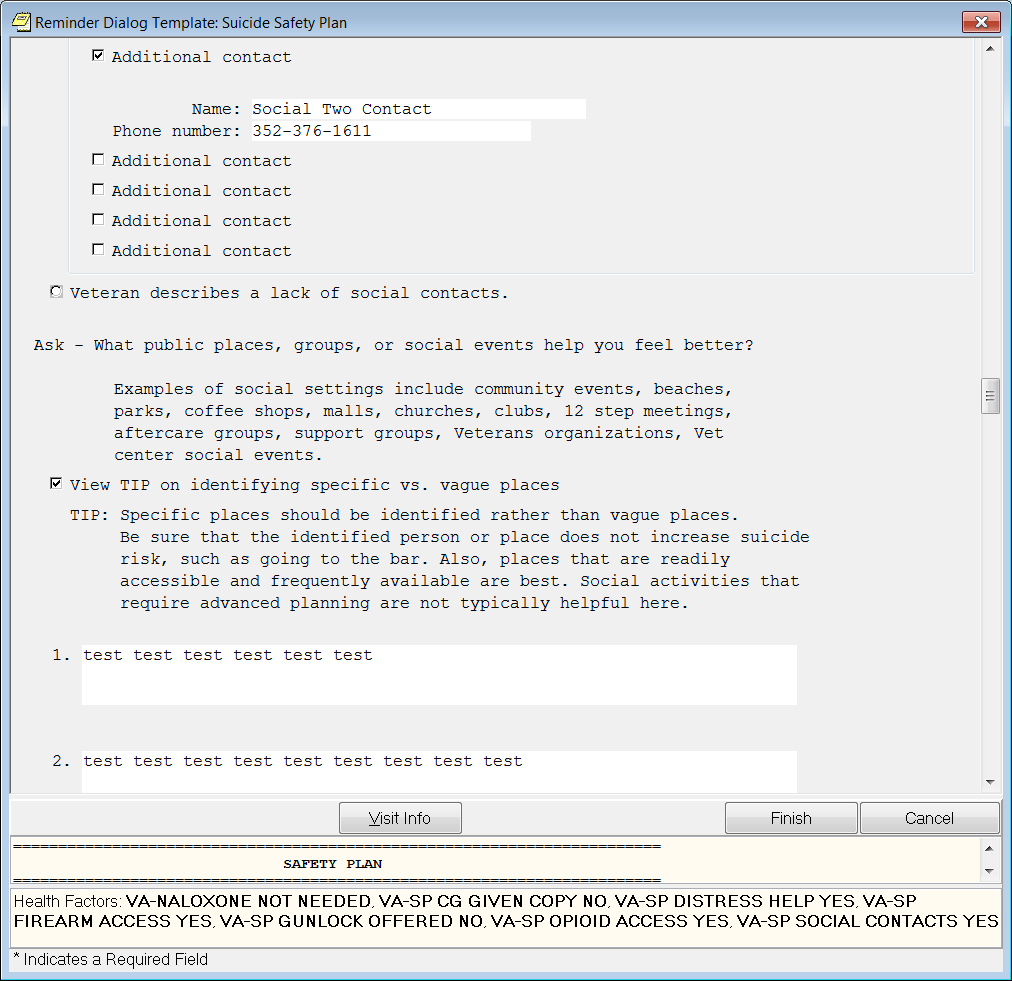 Reminder Dialog Template: Suicide Safety Plan
Additional contact
Name: Social Two Contact
Phone number: 352-376-1611
Additional contact
Additional contact
Additional contact
Additional contact
Veteran describes a lack of social contacts.
Ask - What public places, groups, or social events help you feel better?
Examples of social settings include community events, beaches,
parks, coffee shops, malls, churches, clubs, 12 step meetings,
aftercare groups, support groups, Veterans organizations, Vet
center social events.
View TIP on identifying specific vs. vague places
TIP: Specific places should be identified rather than vague places.
Be sure that the identified person or place does not increase suicide
risk, such as going to the bar. Also, places that are readily
accessible and frequently available are best. Social activities that
require advanced planning are not typically helpful here.
1. test test test test test test
2. test test test test test test test test test
Visit Info Finish Cancel
========================================================================
SAFETY PLAN
========================================================================
Health Factors: VA-NALOXONE NOT NEEDED, VA-SP CG GIVEN COPY NO, VA-SP DISTRESS HELP YES, VA-SP
FIREARM ACCESS YES, VA-SP GUNLOCK OFFERED NO, VA-SP OPIOID ACCESS YES, VA-SP SOCIAL CONTACTS YES
* Indicates a Required Field